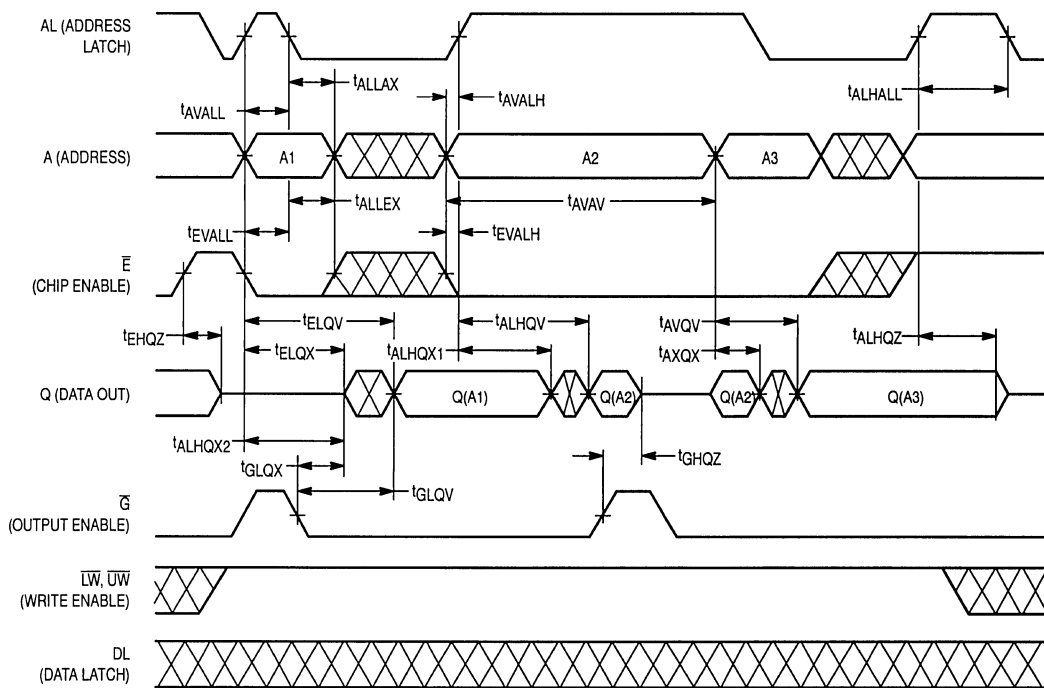 AL (ADDRESS
LATCH)
tALLAX
tAVALL
tAVALH
tALHALL
A (ADDRESS)
A1
A2
A3
tALLEX
tAVAV
tEVALL
tEVALH
E
(CHIP ENABLE)
tELQV
tALHQV
tAVQV
tEHQZ
tELQX
tALHQX1
tAXQX
tALHQZ
Q (DATA OUT)
Q(A1)
Q(A2)
Q(A2)
Q(A3)
tALHQX2
tGLQX
tGHQZ
tGLQV
G
(OUTPUT ENABLE)
LW, UW
(WRITE ENABLE)
DL
(DATA LATCH)